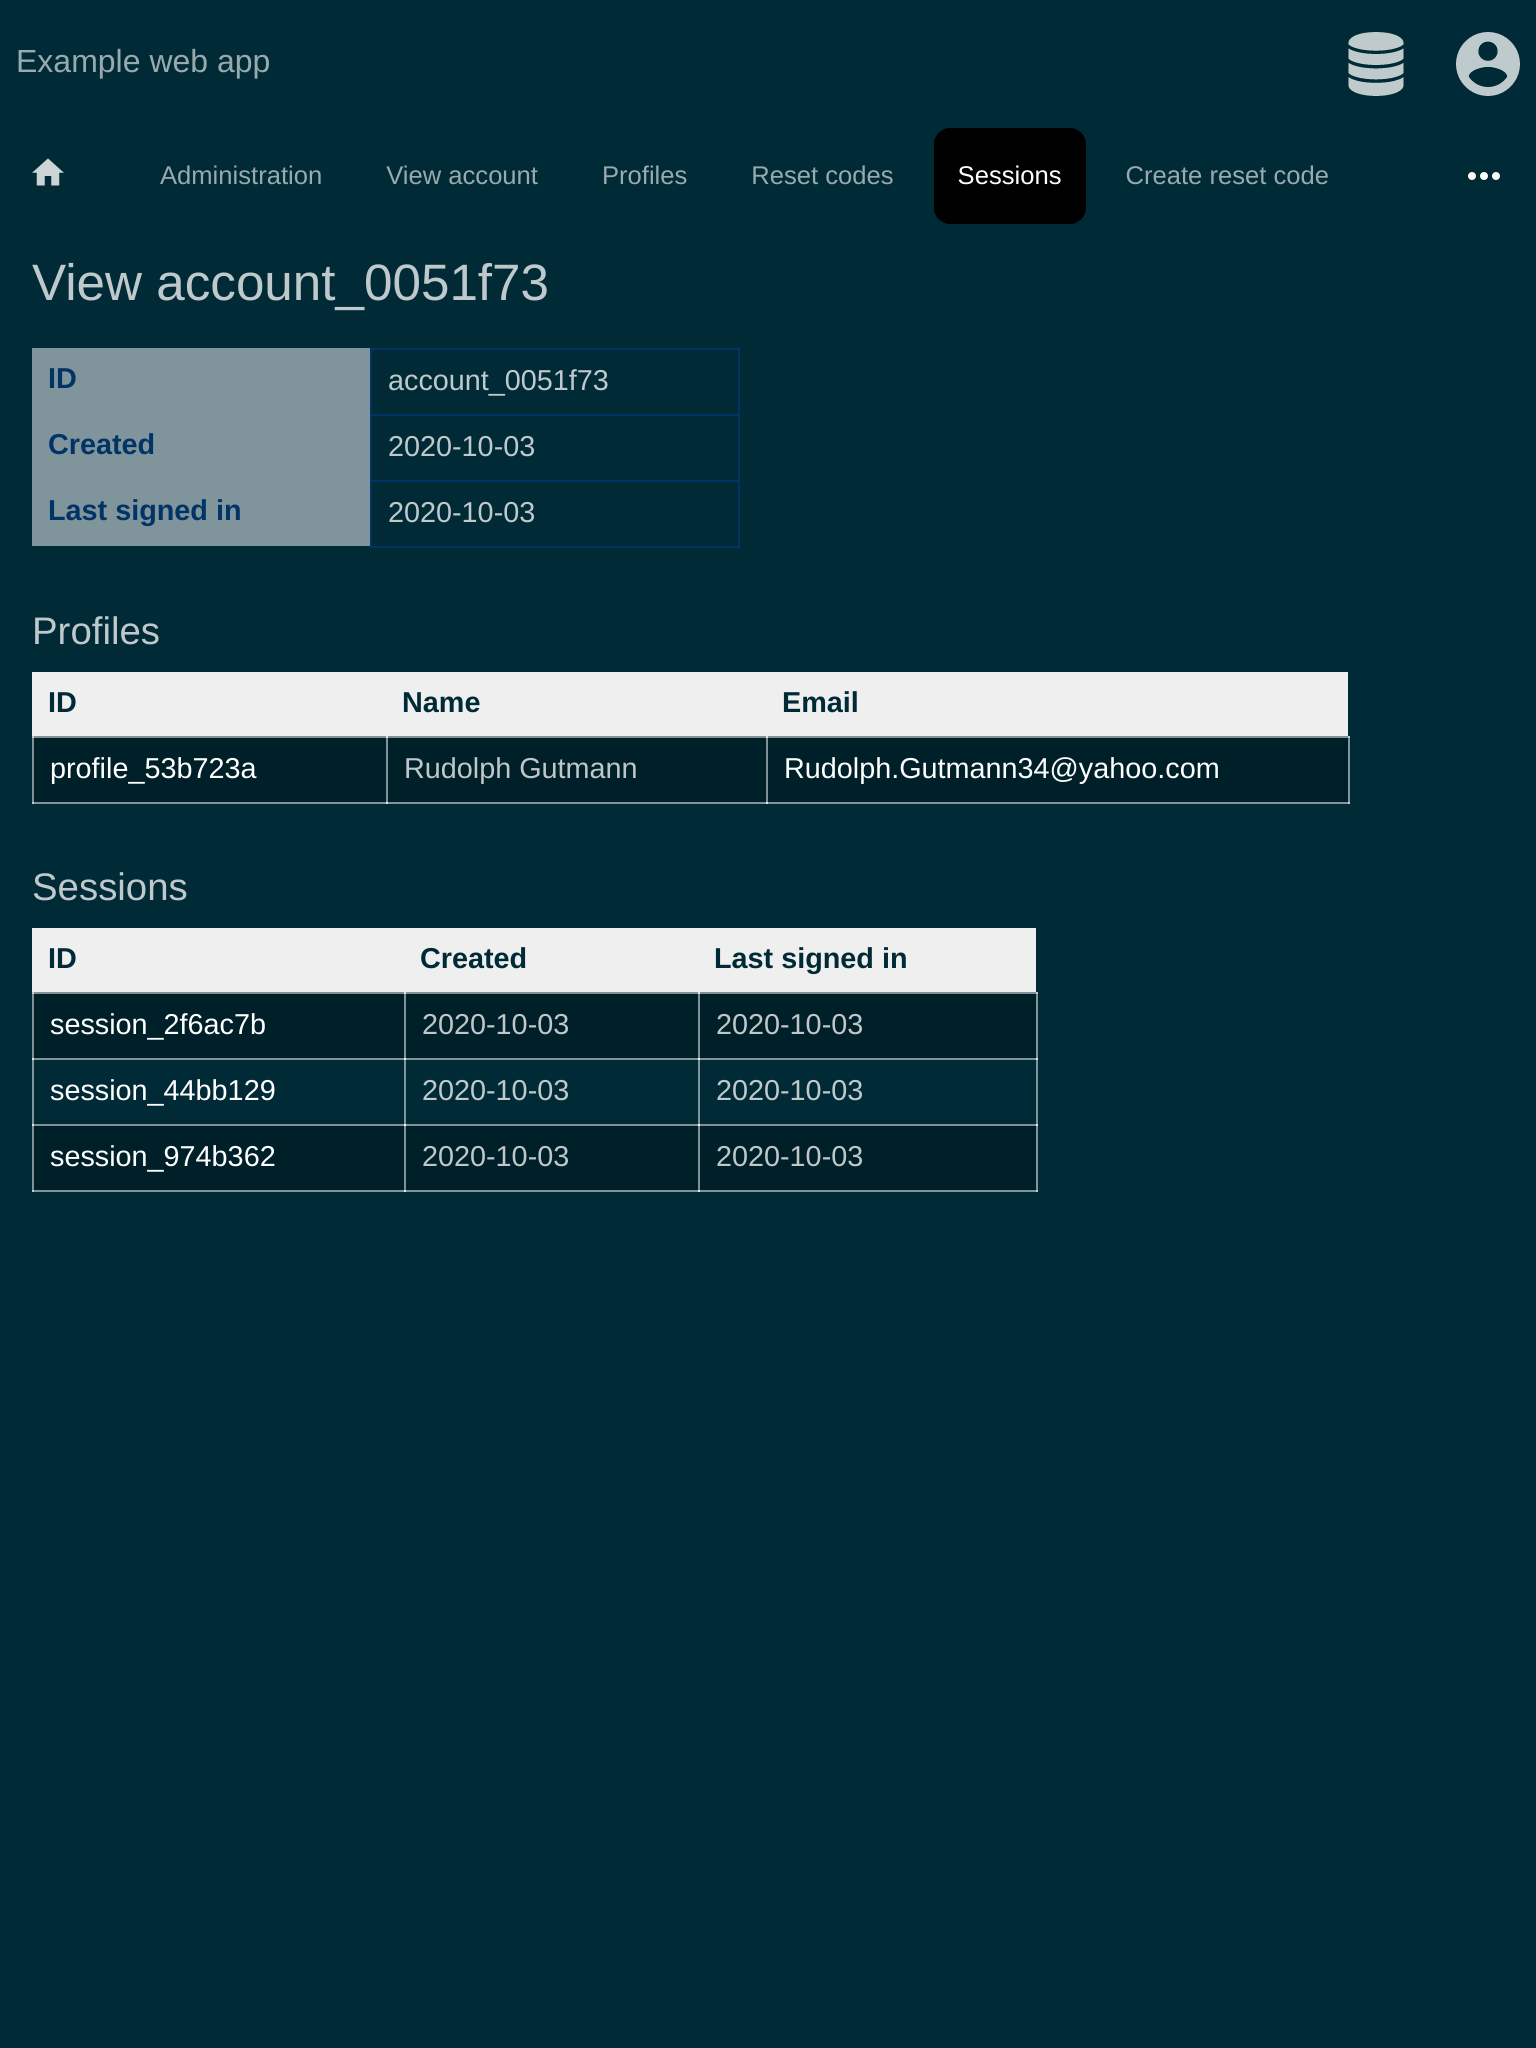 Example web app
Administration View account Profiles Reset codes Sessions Create reset code
View account_0051f73
ID account_0051f73
Created 2020-10-03
Last signed in 2020-10-03
Profiles
ID Name Email
profile_53b723a Rudolph Gutmann Rudolph.Gutmann34@yahoo.com
Sessions
ID Created Last signed in
session_2f6ac7b 2020-10-03 2020-10-03
session_44bb129 2020-10-03 2020-10-03
session_974b362 2020-10-03 2020-10-03